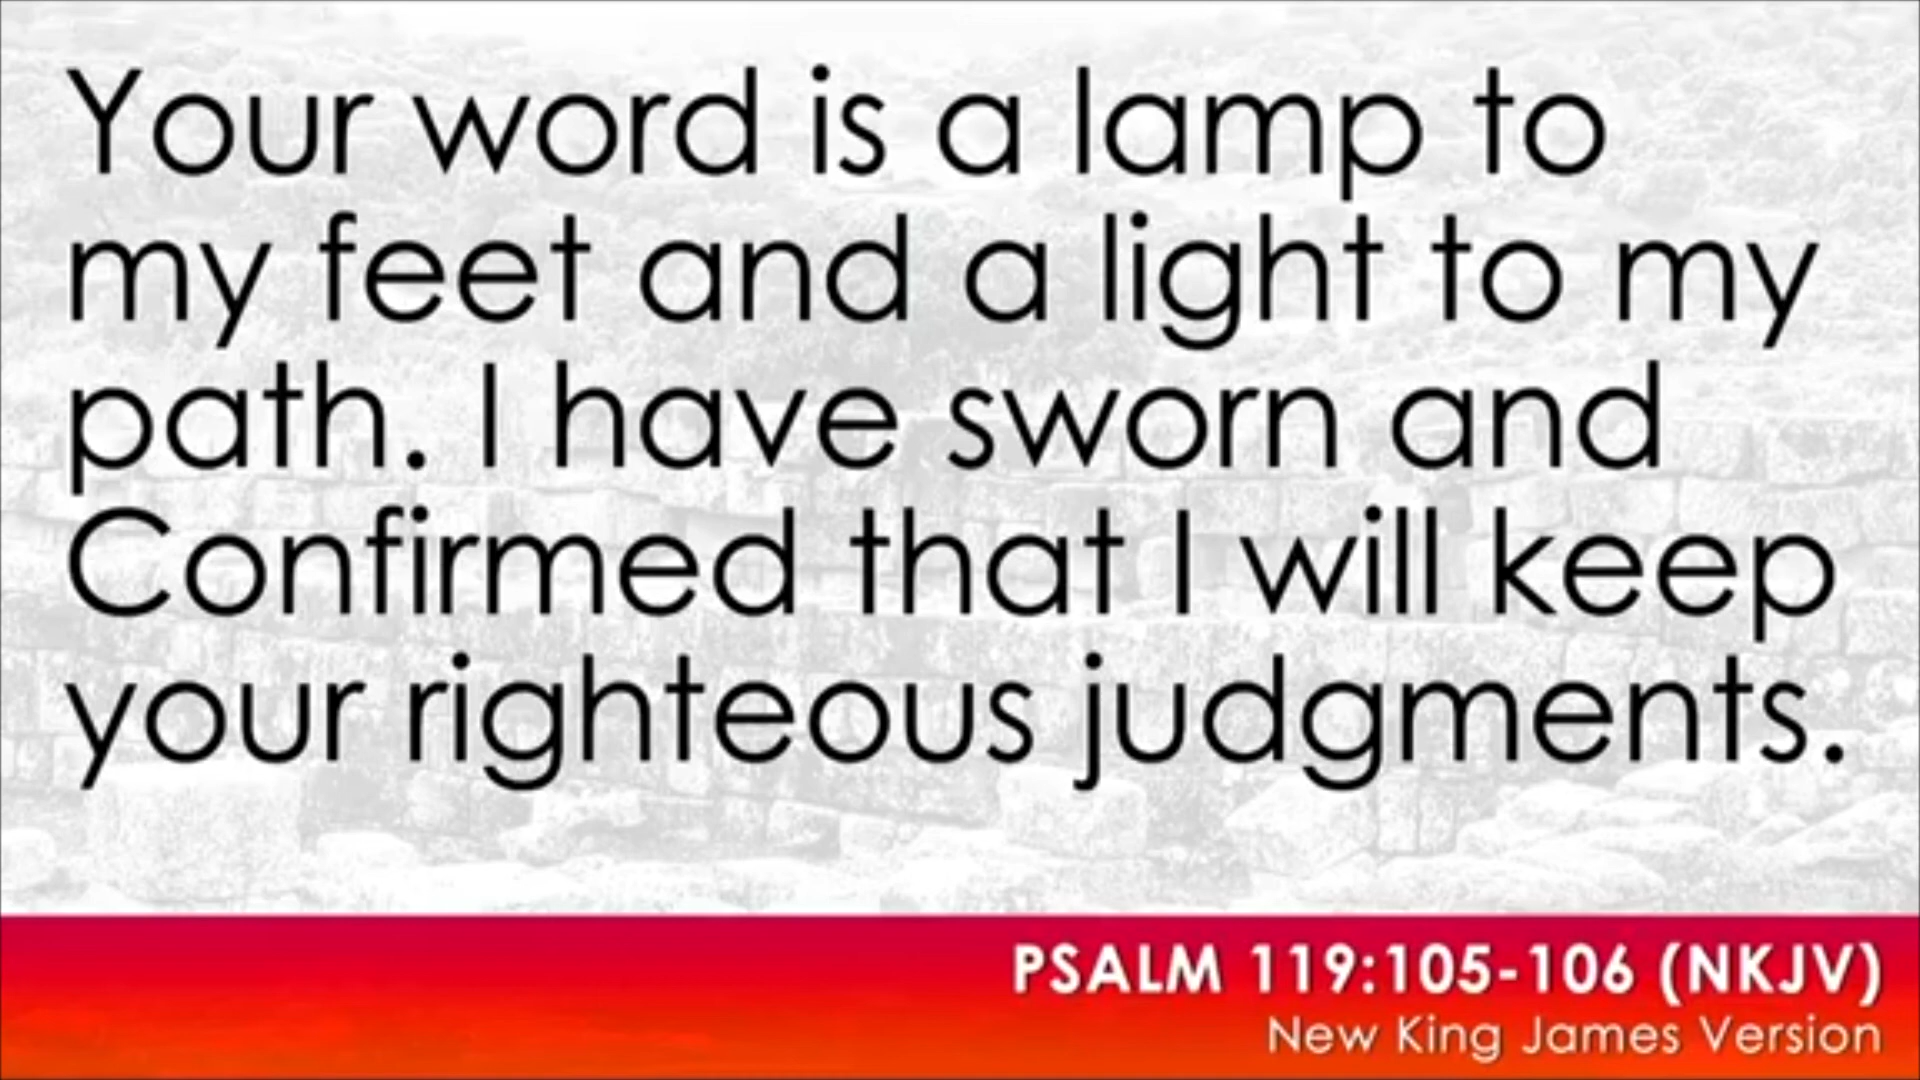 Your word is a lamp to
my feet and a light to my
path. I have sworn and
Confirmed that I will keep
your righteous judgments.
PSALM 119:105-106 (NKJV)
New King James Version